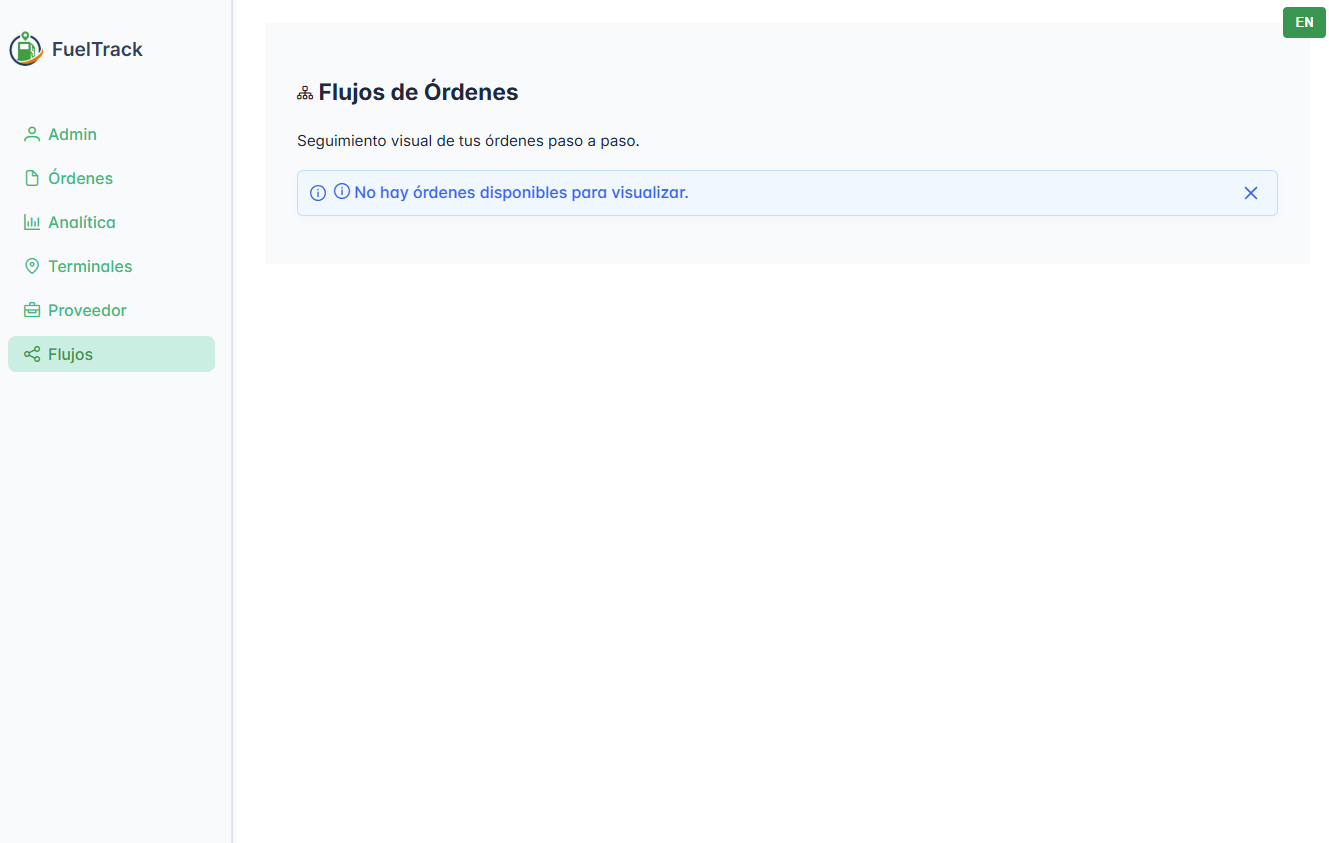 FuelTrack
Admin
Órdenes
Analítica
Terminales
Proveedor
Flujos
EN
Flujos de Órdenes
Seguimiento visual de tus órdenes paso a paso.
No hay órdenes disponibles para visualizar.